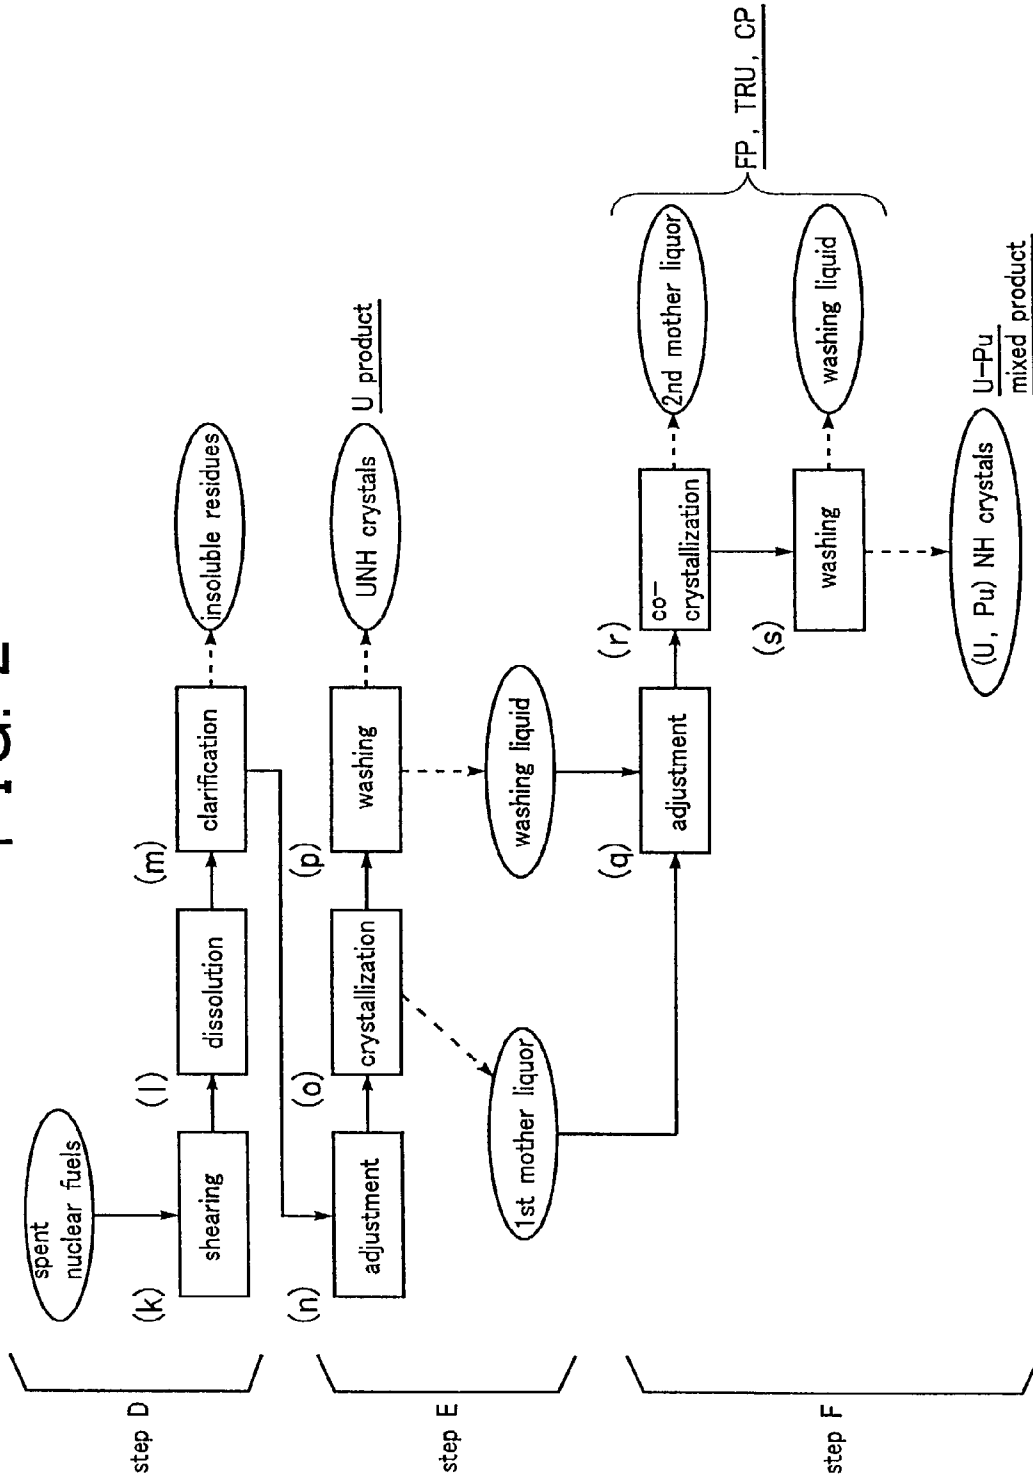 FIG. 2
step D
spent
nuclear fuels
(k)
shearing
(l)
dissolution
(m)
clarification
insoluble residues
step E
(n)
adjustment
(o)
crystallization
(p)
washing
UNH crystals
U product
1st mother liquor
washing liquid
step F
(q)
adjustment
(r)
co-
crystallization
2nd mother liquor
(s)
washing
washing liquid
FP, TRU, CP
(U, Pu) NH crystals
U-Pu
mixed product